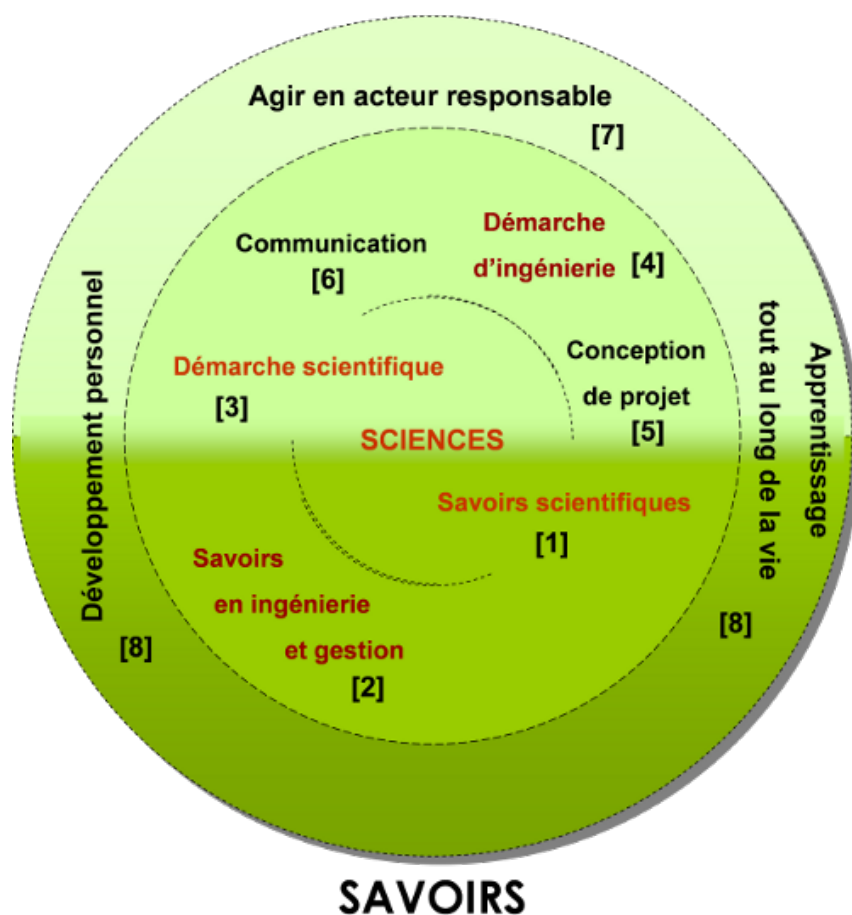 Agir en acteur responsable
[7]
Communication
[6]
Démarche
d'ingénierie [4]
Démarche scientifique
[3]
Conception
de projet
[5]
SCIENCES
Savoirs scientifiques
[1]
Savoirs
en ingénierie
et gestion
[2]
Développement personnel
[8]
Apprentissage
tout au long de la vie
[8]
SAVOIRS